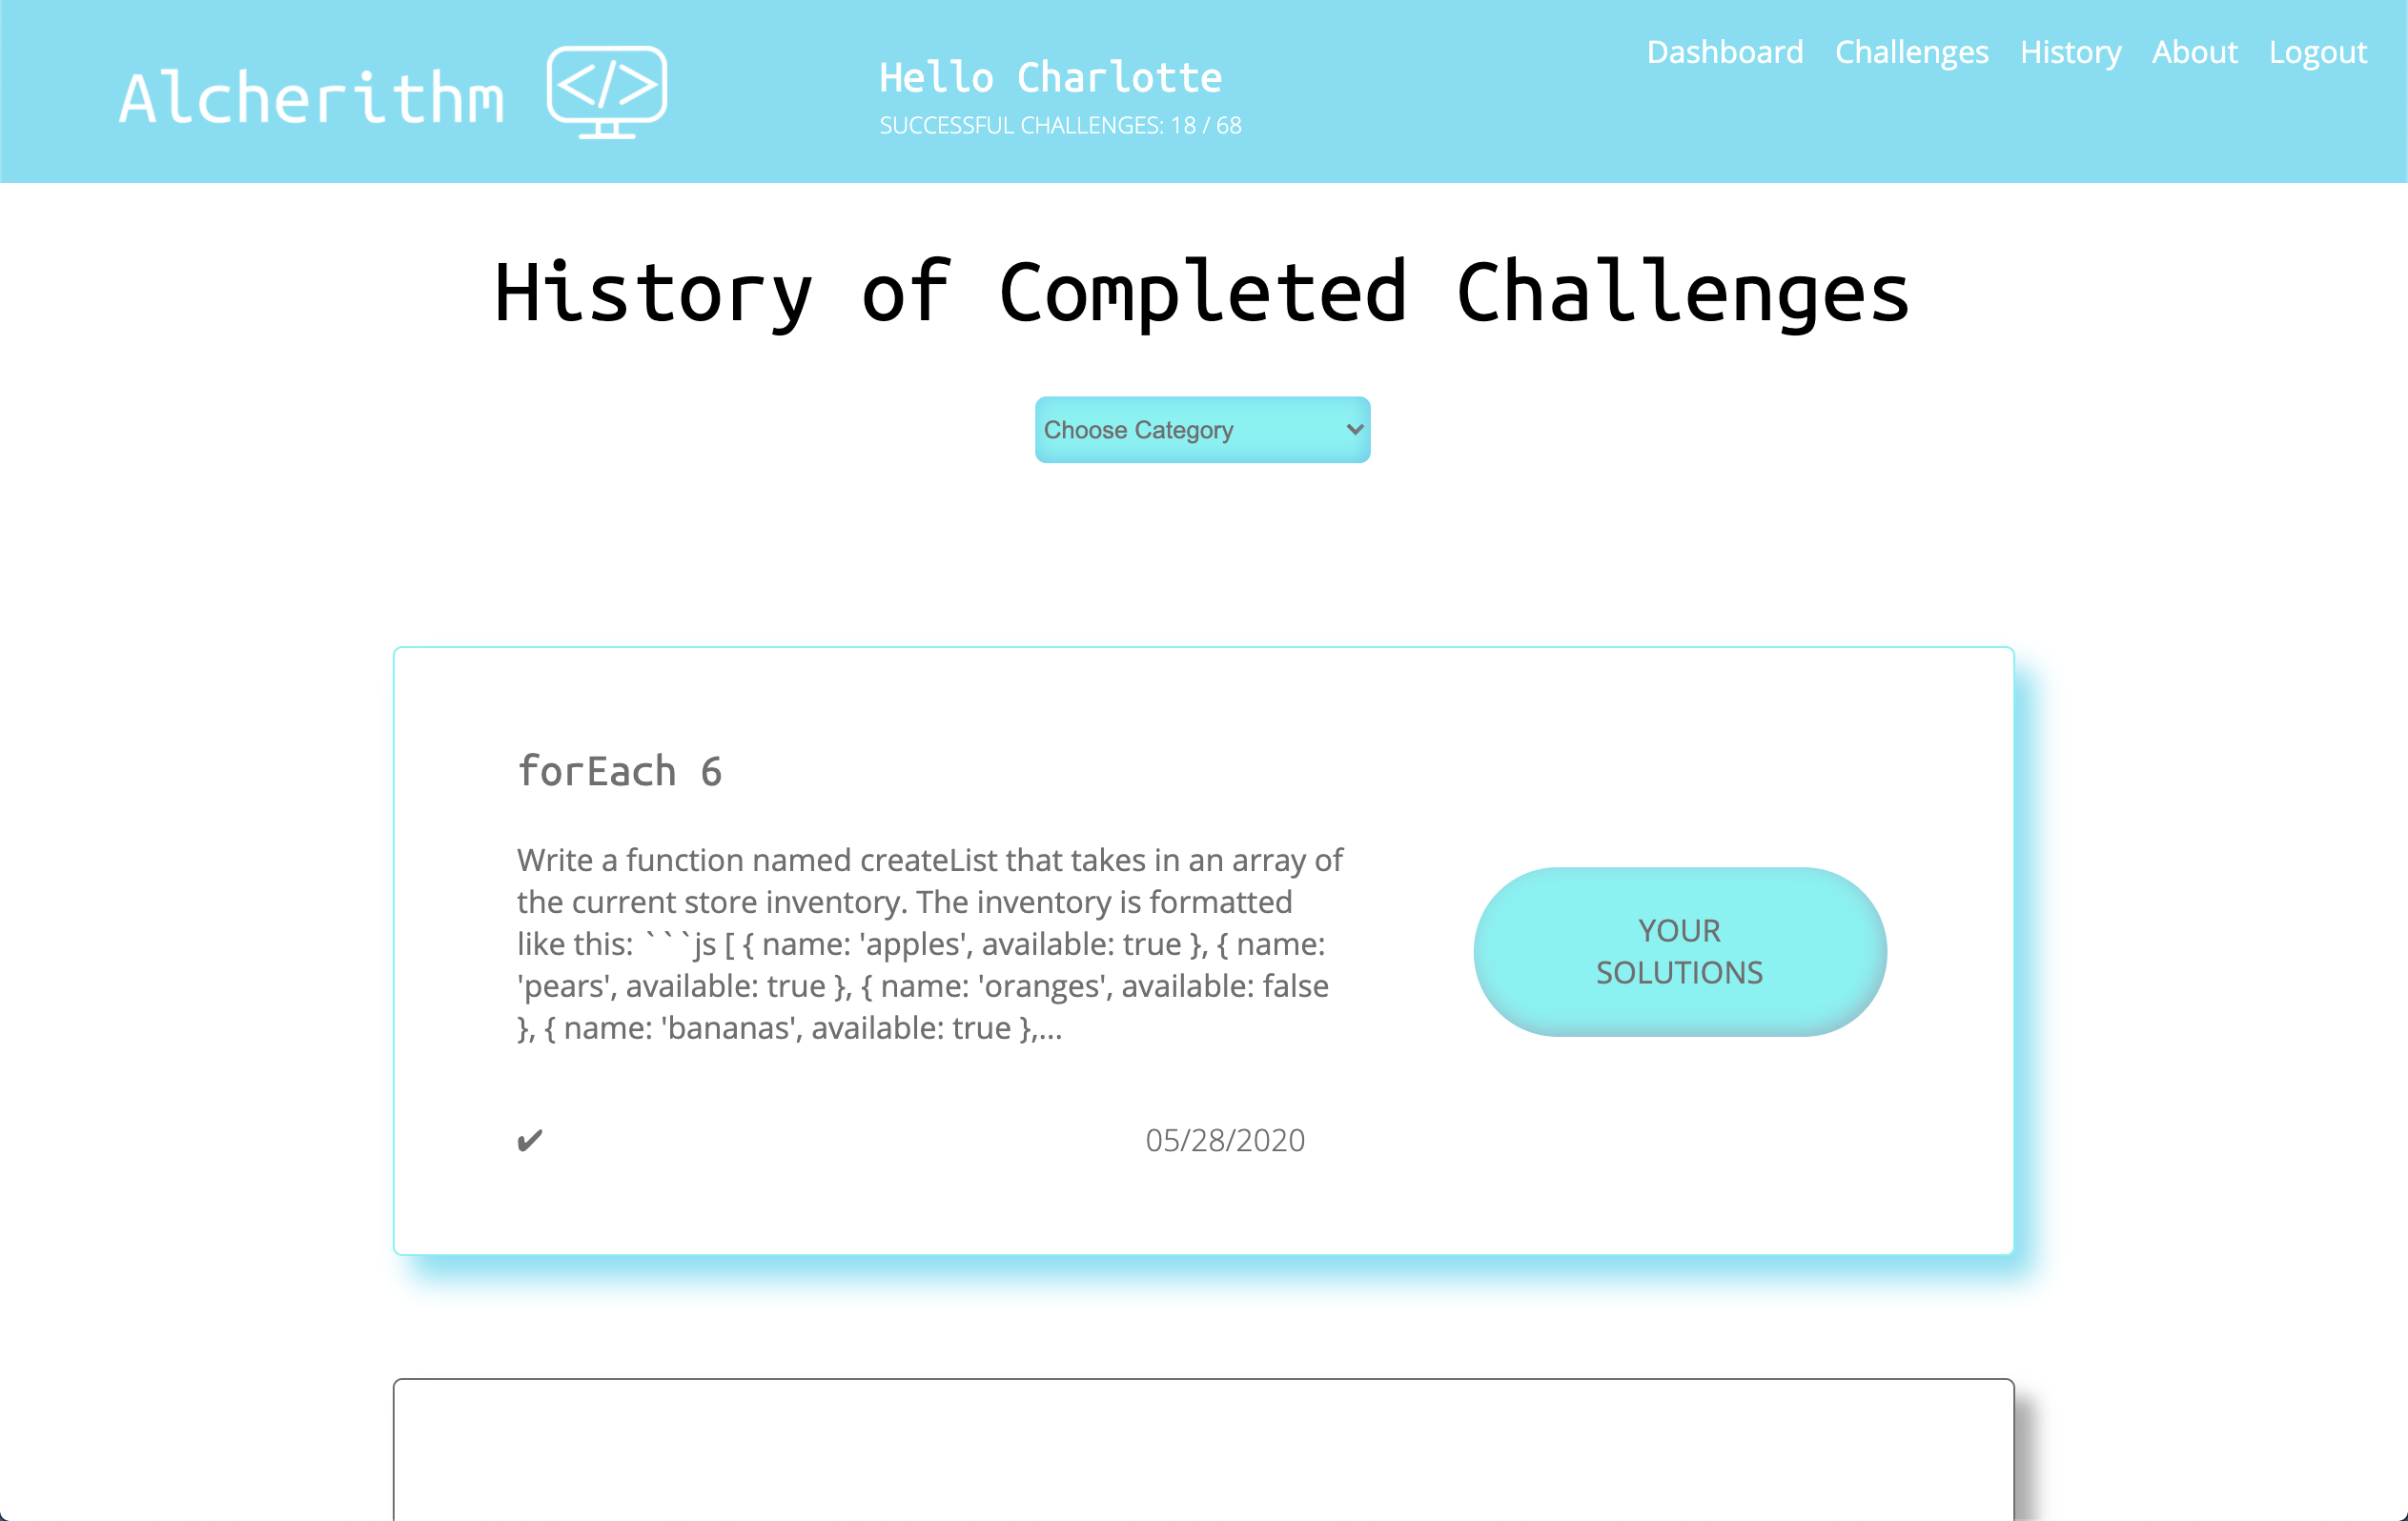 Alcherithm </>
Hello Charlotte
SUCCESSFUL CHALLENGES: 18 / 68
Dashboard Challenges History About Logout
History of Completed Challenges
Choose Category
forEach 6
Write a function named createList that takes in an array of
the current store inventory. The inventory is formatted
like this: ```js [ { name: 'apples', available: true }, { name:
'pears', available: true }, { name: 'oranges', available: false
}, { name: 'bananas', available: true },...
✔
05/28/2020
YOUR
SOLUTIONS